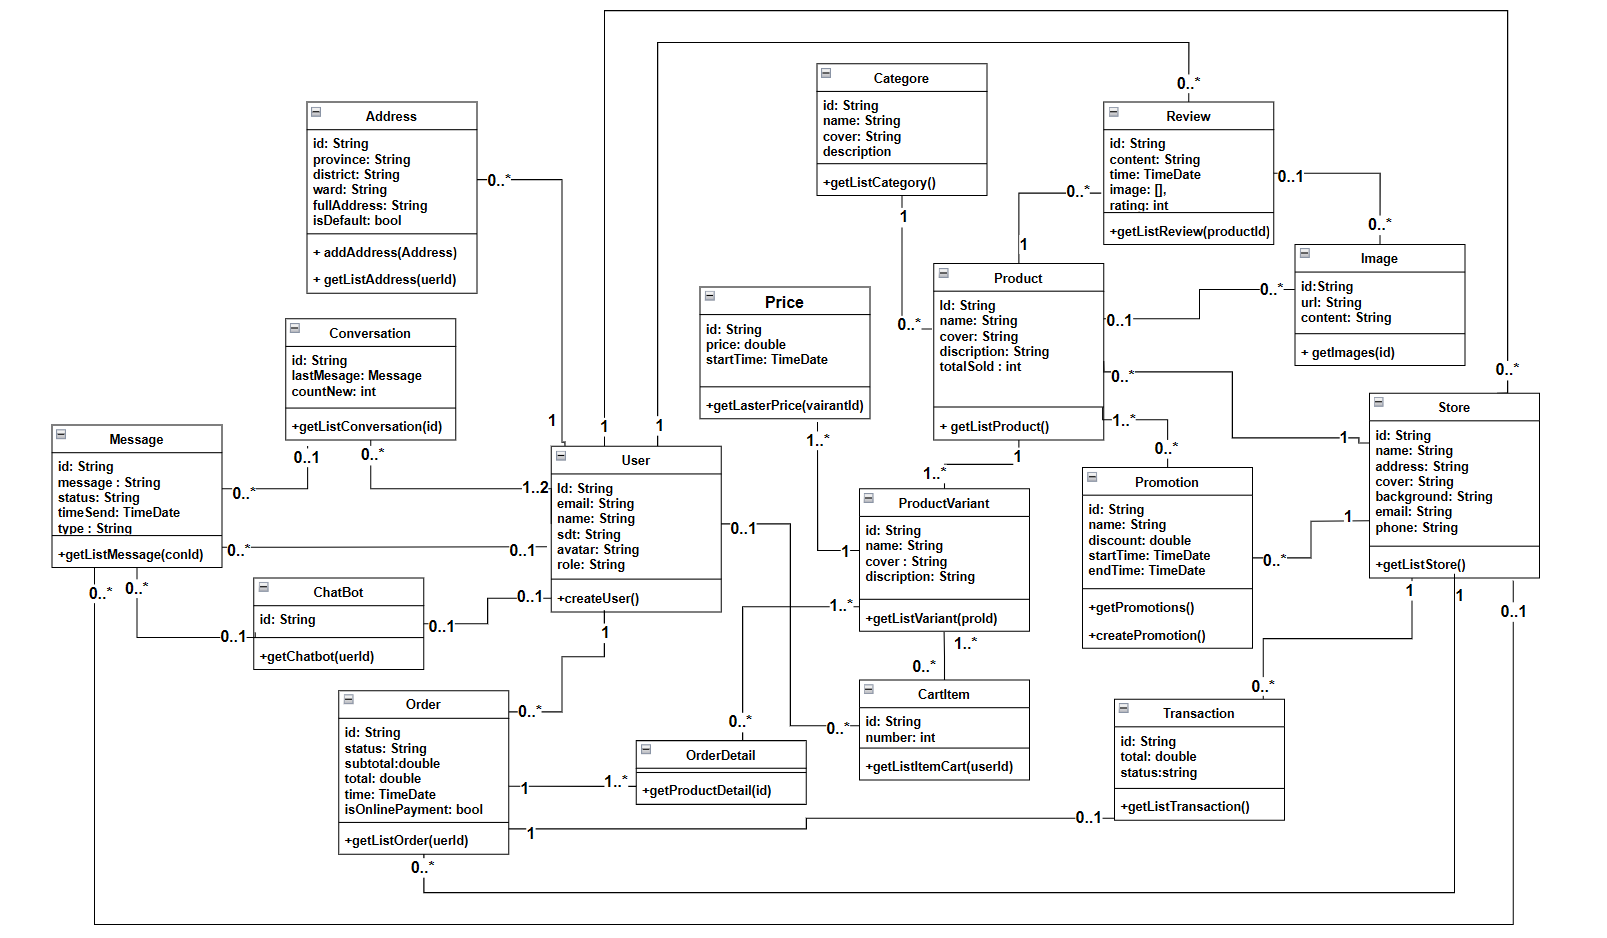 0..*
Categore
id: String
name: String
cover: String
description
+getListCategory()
1
0..*
Address
id: String
province: String
district: String
ward: String
fullAddress: String
isDefault: bool
+ addAddress(Address)
+ getListAddress(uerId)
0..*
1
Review
id: String
content: String
time: TimeDate
image: [],
rating: int
+getListReview(productId)
0..*
0..1
0..*
1
Image
id:String
url: String
content: String
+ getImages(id)
0..*
Product
Id: String
name: String
cover: String
discription: String
totalSold : int
+ getListProduct()
0..1
0..*
1..*
1
Price
id: String
price: double
startTime: TimeDate
+getLasterPrice(vairantId)
1..*
Conversation
id: String
lastMesage: Message
countNew: int
+getListConversation(id)
0..1
0..*
Message
id: String
message : String
status: String
timeSend: TimeDate
type : String
+getListMessage(conId)
0..*
0..*
0..*
0..*
User
Id: String
email: String
name: String
sdt: String
avatar: String
role: String
+createUser()
1
1
1..2
0..1
0..1
0..1
1
Store
id: String
name: String
address: String
cover: String
background: String
email: String
phone: String
+getListStore()
0..*
1
1
1
1
0..1
Promotion
id: String
name: String
discount: double
startTime: TimeDate
endTime: TimeDate
+getPromotions()
+createPromotion()
0..*
0..*
ProductVariant
id: String
name: String
cover : String
discription: String
+getListVariant(proId)
1..*
1
1..*
1..*
ChatBot
id: String
+getChatbot(uerId)
0..1
0..1
CartItem
id: String
number: int
+getListItemCart(userId)
0..*
0..*
Order
id: String
status: String
subtotal:double
total: double
time: TimeDate
isOnlinePayment: bool
+getListOrder(uerId)
0..*
1
1
0..*
OrderDetail
+getProductDetail(id)
0..*
1..*
Transaction
id: String
total: double
status:string
+getListTransaction()
0..*
0..1